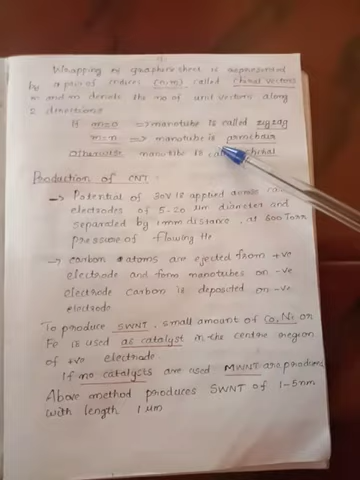 Wrapping of graphene sheet is represented
by a pair of indices (n,m) called chiral vectors
n and m denote the no of unit vectors along
2 directions
If m=0 => nanotube is called zigzag
m=n => nanotube is armchair
Otherwise nanotube is chiral
Production of CNT:
-> Potential of 30V is applied across
electrodes of 5-20 μm diameter and
separated by 1mm distance, at 500 Torr
pressure of flowing He
-> carbon atoms are ejected from +ve
electrode and form nanotubes on -ve
electrode carbon is deposited on -ve
electrode
To produce SWNT, small amount of Co, Ni or
Fe is used as catalyst in the centre region
of +ve electrode
If no catalysts are used MWNT are produced
Above method produces SWNT of 1-5nm
with length 1 μm